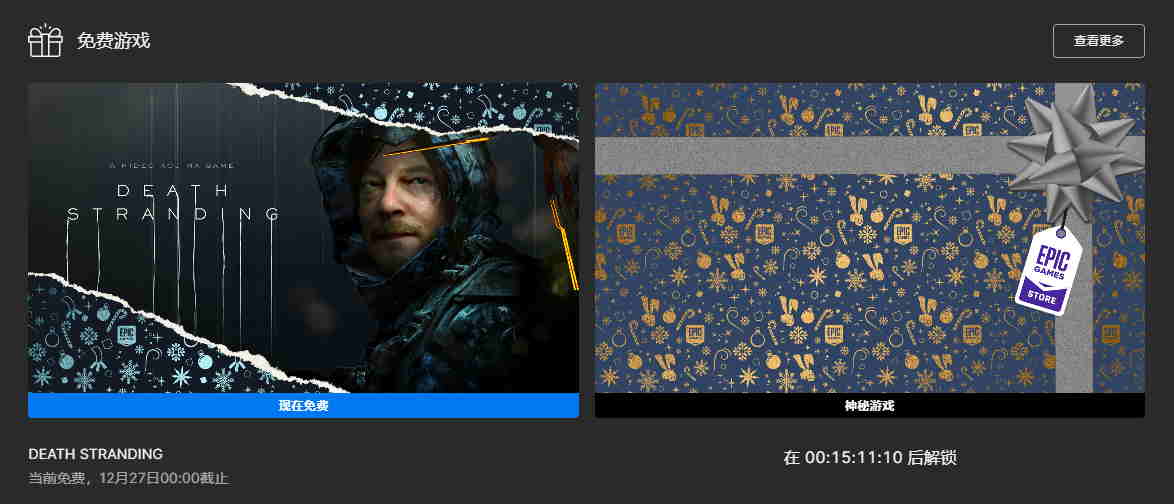 免费游戏
查看更多
A HIDEO KOJIMA GAME
DEATH
STRANDING
现在免费
EPIC
GAMES
STORE
神秘游戏
DEATH STRANDING
当前免费，12月27日00:00截止
在 00:15:11:10 后解锁